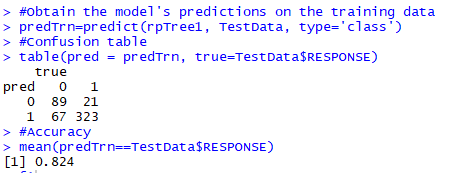 > #Obtain the model's predictions on the training data
> predTrn=predict(rpTree1, TestData, type='class')
> #Confusion table
> table(pred = predTrn, true=TestData$RESPONSE)
true
pred 0 1
0 89 21
1 67 323
> #Accuracy
> mean(predTrn==TestData$RESPONSE)
[1] 0.824